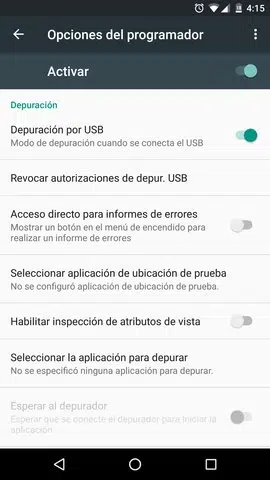 4:15
Opciones del programador
Activar
Depuración
Depuración por USB
Modo de depuración cuando se conecta el USB
Revocar autorizaciones de depur. USB
Acceso directo para informes de errores
Mostrar un botón en el menú de encendido para
realizar un informe de errores
Seleccionar aplicación de ubicación de prueba
No se configuró aplicación de ubicación de prueba.
Habilitar inspección de atributos de vista
Seleccionar la aplicación para depurar
No se especificó ninguna aplicación para depurar.
Esperar al depurador
Esperar que se conecte el depurador para iniciar la
aplicación